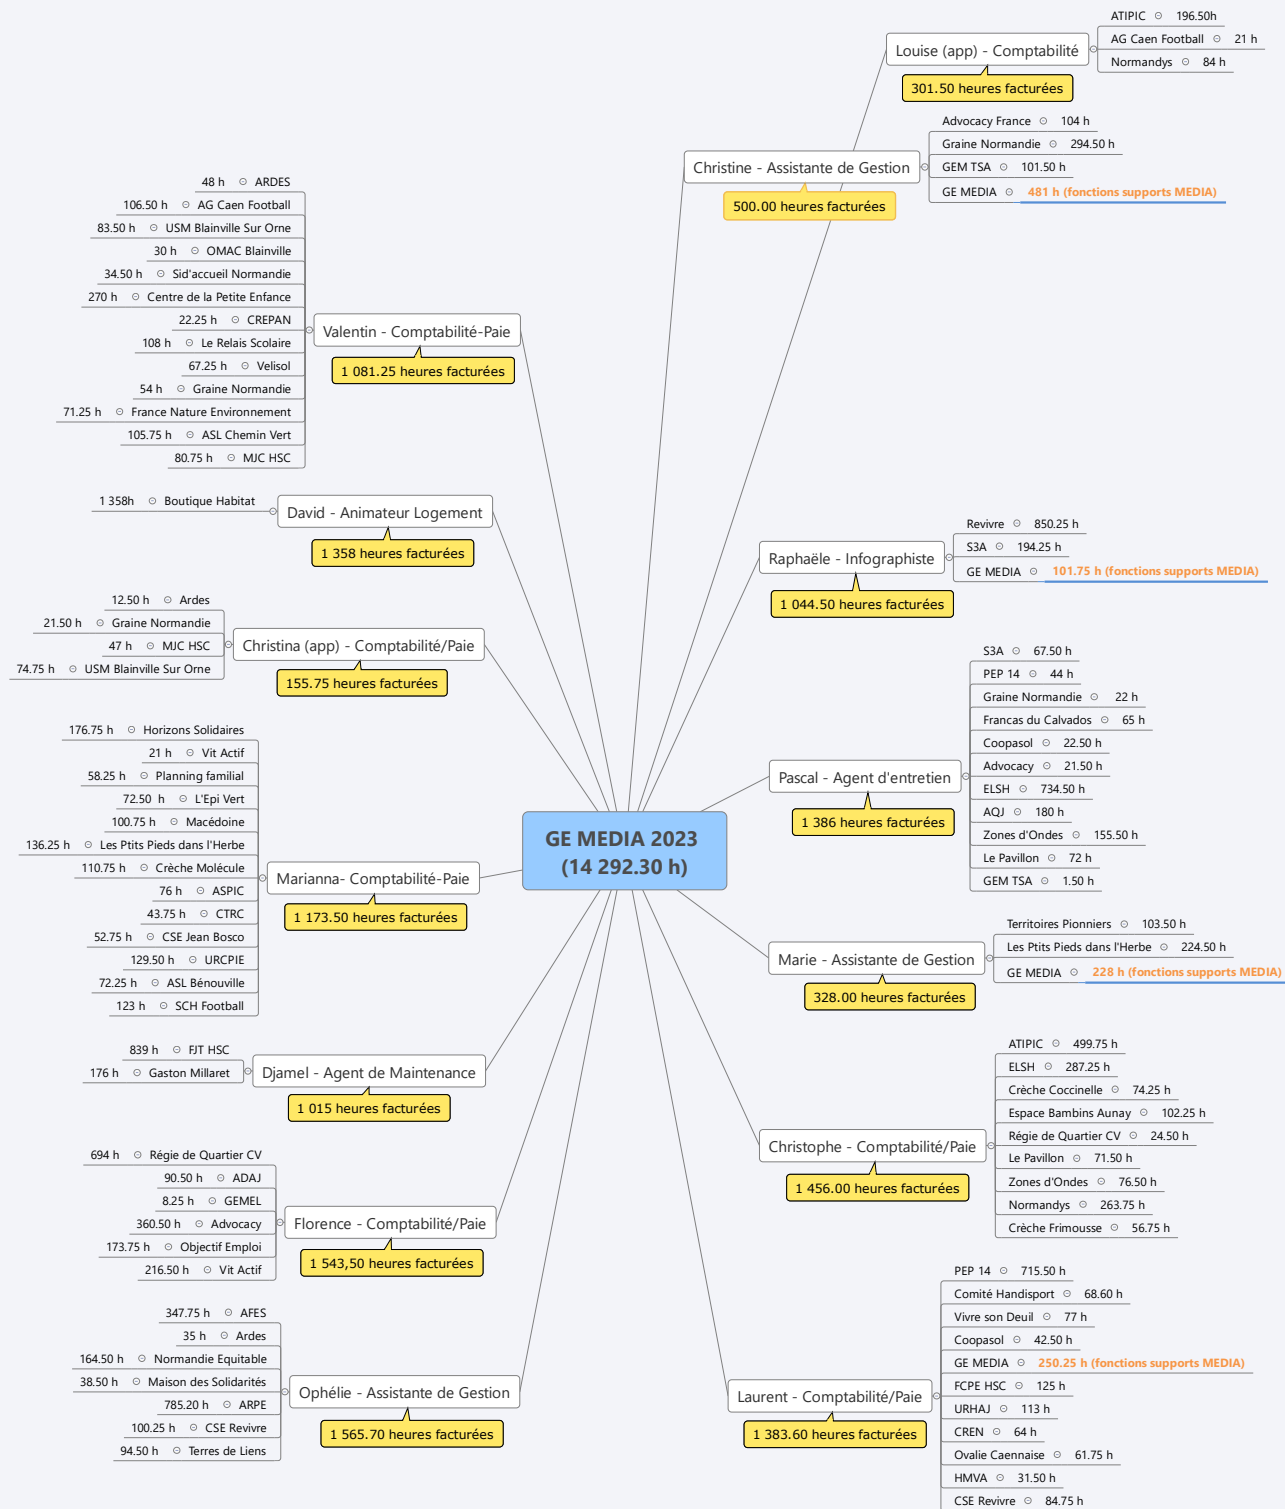 GE MEDIA 2023
(14 292.30 h)
Louise (app) - Comptabilité
301.50 heures facturées
ATIPIC 196.50h
AG Caen Football 21 h
Normandys 84 h
Christine - Assistante de Gestion
500.00 heures facturées
Advocacy France 104 h
Graine Normandie 294.50 h
GEM TSA 101.50 h
GE MEDIA 481 h (fonctions supports MEDIA)
Raphaële - Infographiste
1 044.50 heures facturées
Revivre 850.25 h
S3A 194.25 h
GE MEDIA 101.75 h (fonctions supports MEDIA)
Pascal - Agent d'entretien
1 386 heures facturées
S3A 67.50 h
PEP 14 44 h
Graine Normandie 22 h
Francas du Calvados 65 h
Coopasol 22.50 h
Advocacy 21.50 h
ELSH 734.50 h
AQJ 180 h
Zones d'Ondes 155.50 h
Le Pavillon 72 h
GEM TSA 1.50 h
Marie - Assistante de Gestion
328.00 heures facturées
Territoires Pionniers 103.50 h
Les Ptits Pieds dans l'Herbe 224.50 h
GE MEDIA 228 h (fonctions supports MEDIA)
Christophe - Comptabilité/Paie
1 456.00 heures facturées
ATIPIC 499.75 h
ELSH 287.25 h
Crèche Coccinelle 74.25 h
Espace Bambins Aunay 102.25 h
Régie de Quartier CV 24.50 h
Le Pavillon 71.50 h
Zones d'Ondes 76.50 h
Normandys 263.75 h
Crèche Frimousse 56.75 h
Laurent - Comptabilité/Paie
1 383.60 heures facturées
PEP 14 715.50 h
Comité Handisport 68.60 h
Vivre son Deuil 77 h
Coopasol 42.50 h
GE MEDIA 250.25 h (fonctions supports MEDIA)
FCPE HSC 125 h
URHAJ 113 h
CREN 64 h
Ovalie Caennaise 61.75 h
HMVA 31.50 h
CSE Revivre 84.75 h
Valentin - Comptabilité-Paie
1 081.25 heures facturées
48 h ARDES
106.50 h AG Caen Football
83.50 h USM Blainville Sur Orne
30 h OMAC Blainville
34.50 h Sid'accueil Normandie
270 h Centre de la Petite Enfance
22.25 h CREPAN
108 h Le Relais Scolaire
67.25 h Velisol
54 h Graine Normandie
71.25 h France Nature Environnement
105.75 h ASL Chemin Vert
80.75 h MJC HSC
David - Animateur Logement
1 358 heures facturées
1 358h Boutique Habitat
Christina (app) - Comptabilité/Paie
155.75 heures facturées
12.50 h Ardes
21.50 h Graine Normandie
47 h MJC HSC
74.75 h USM Blainville Sur Orne
Marianna- Comptabilité-Paie
1 173.50 heures facturées
176.75 h Horizons Solidaires
21 h Vit Actif
58.25 h Planning familial
72.50 h L'Epi Vert
100.75 h Macédoine
136.25 h Les Ptits Pieds dans l'Herbe
110.75 h Crèche Molécule
76 h ASPIC
43.75 h CTRC
52.75 h CSE Jean Bosco
129.50 h URCPIE
72.25 h ASL Bénouville
123 h SCH Football
Djamel - Agent de Maintenance
1 015 heures facturées
839 h FJT HSC
176 h Gaston Millaret
Florence - Comptabilité/Paie
1 543,50 heures facturées
694 h Régie de Quartier CV
90.50 h ADAJ
8.25 h GEMEL
360.50 h Advocacy
173.75 h Objectif Emploi
216.50 h Vit Actif
Ophélie - Assistante de Gestion
1 565.70 heures facturées
347.75 h AFES
35 h Ardes
164.50 h Normandie Equitable
38.50 h Maison des Solidarités
785.20 h ARPE
100.25 h CSE Revivre
94.50 h Terres de Liens